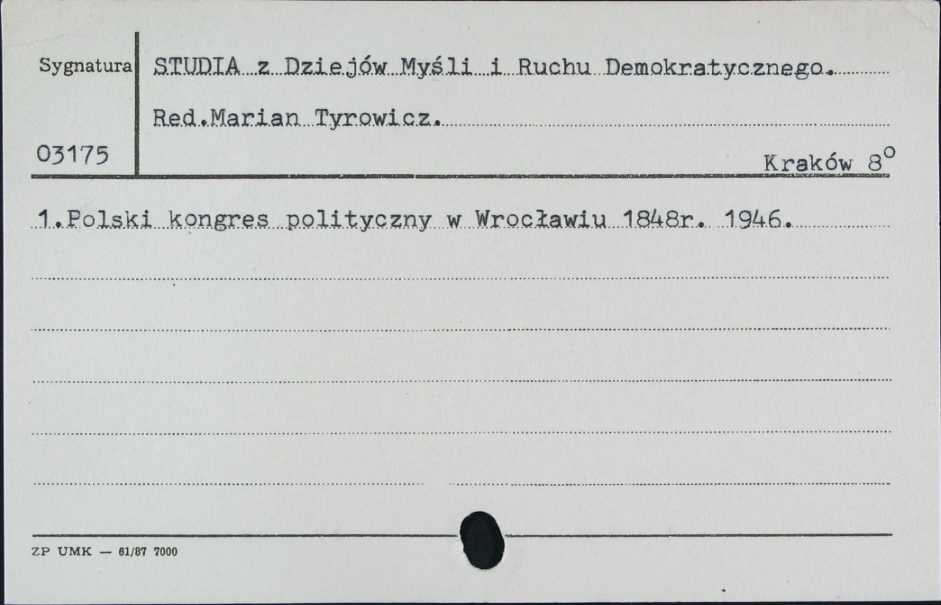 Sygnatura STUDIA z Dziejów Myśli i Ruchu Demokratycznego.
Red.Marian Tyrowicz.
03175
Kraków 8º
1.Polski kongres polityczny w Wrocławiu 1848r. 1946.
ZP UMK — 61/87 7000